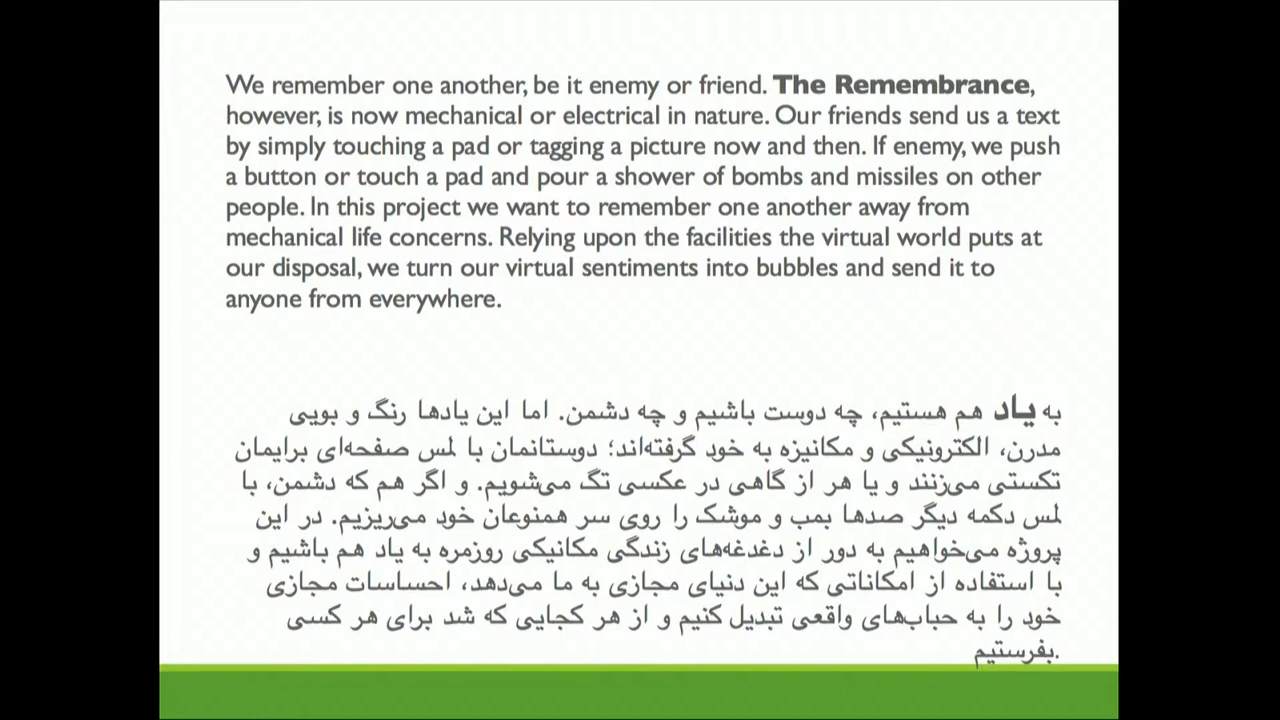 We remember one another, be it enemy or friend. The Remembrance,
however, is now mechanical or electrical in nature. Our friends send us a text
by simply touching a pad or tagging a picture now and then. If enemy, we push
a button or touch a pad and pour a shower of bombs and missiles on other
people. In this project we want to remember one another away from
mechanical life concerns. Relying upon the facilities the virtual world puts at
our disposal, we turn our virtual sentiments into bubbles and send it to
anyone from everywhere.
به یاد هم هستیم، چه دوست باشیم و چه دشمن. اما این یادها رنگ و بویی
مدرن، الکترونیکی و مکانیزه به خود گرفته‌اند؛ دوستانمان با لمس صفحه‌ای برایمان
تکستی می‌زنند و یا هر از گاهی در عکسی تگ می‌شویم. و اگر هم که دشمن، با
لمس دکمه دیگر صدها بمب و موشک را روی سر همنوعان خود می‌ریزیم. در این
پروژه می‌خواهیم به دور از دغدغه‌های زندگی مکانیکی روزمره به یاد هم باشیم و
با استفاده از امکاناتی که این دنیای مجازی به ما می‌دهد، احساسات مجازی
خود را به حباب‌های واقعی تبدیل کنیم و از هر کجایی که شد برای هر کسی
بفرستیم.